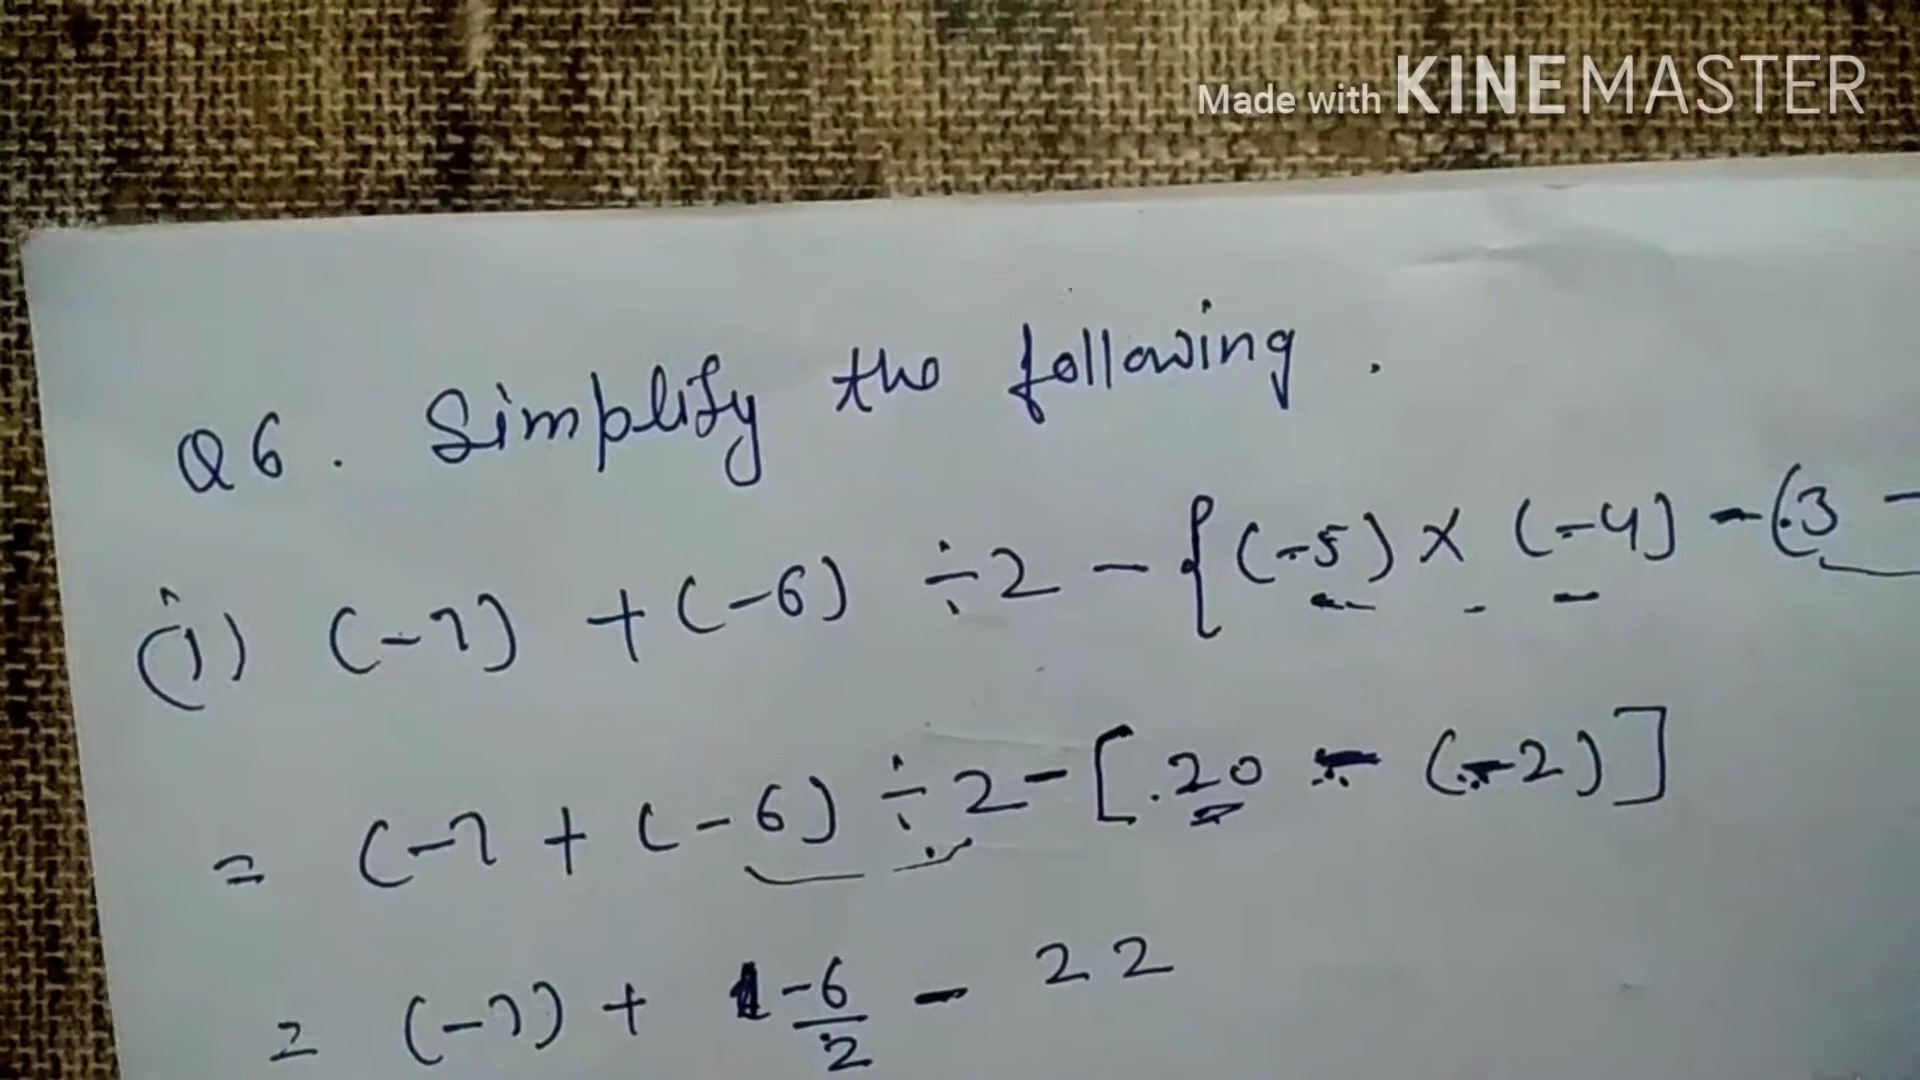 Made with KINEMASTER
Q6. Simplify the following.
(i) (-7) + (-6) ÷2 - {(-5) × (-4) - (3 -
= (-7 + (-6) ÷ 2 - [20 - (-2)]
= (-7) + -6/2 - 22